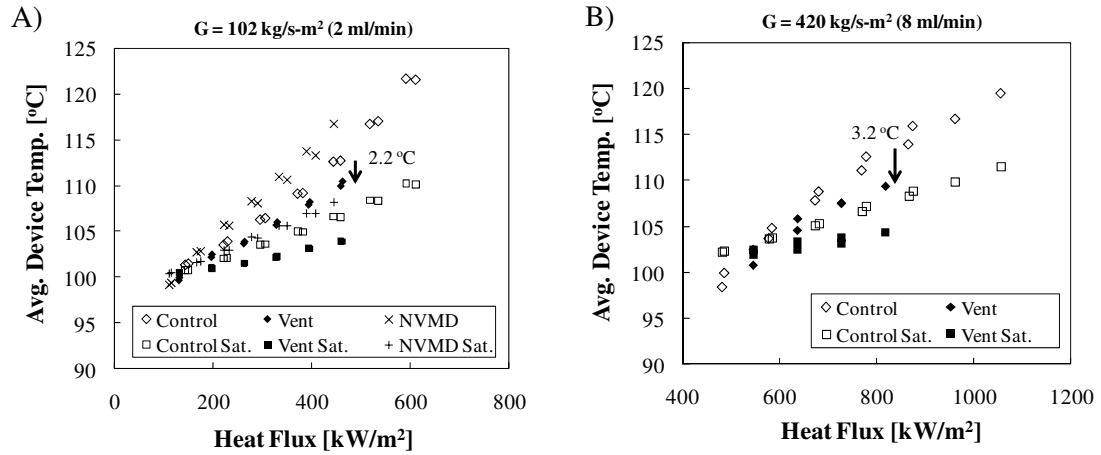 A)
G = 102 kg/s-m² (2 ml/min)
Avg. Device Temp. [°C]
125
120
115
110
105
100
95
90
2.2 °C
Control
Vent
NVMD
Control Sat.
Vent Sat.
NVMD Sat.
0
200
400
600
800
Heat Flux [kW/m²]
B)
G = 420 kg/s-m² (8 ml/min)
Avg. Device Temp. [°C]
125
120
115
110
105
100
95
90
3.2 °C
Control
Vent
Control Sat.
Vent Sat.
400
600
800
1000
1200
Heat Flux [kW/m²]